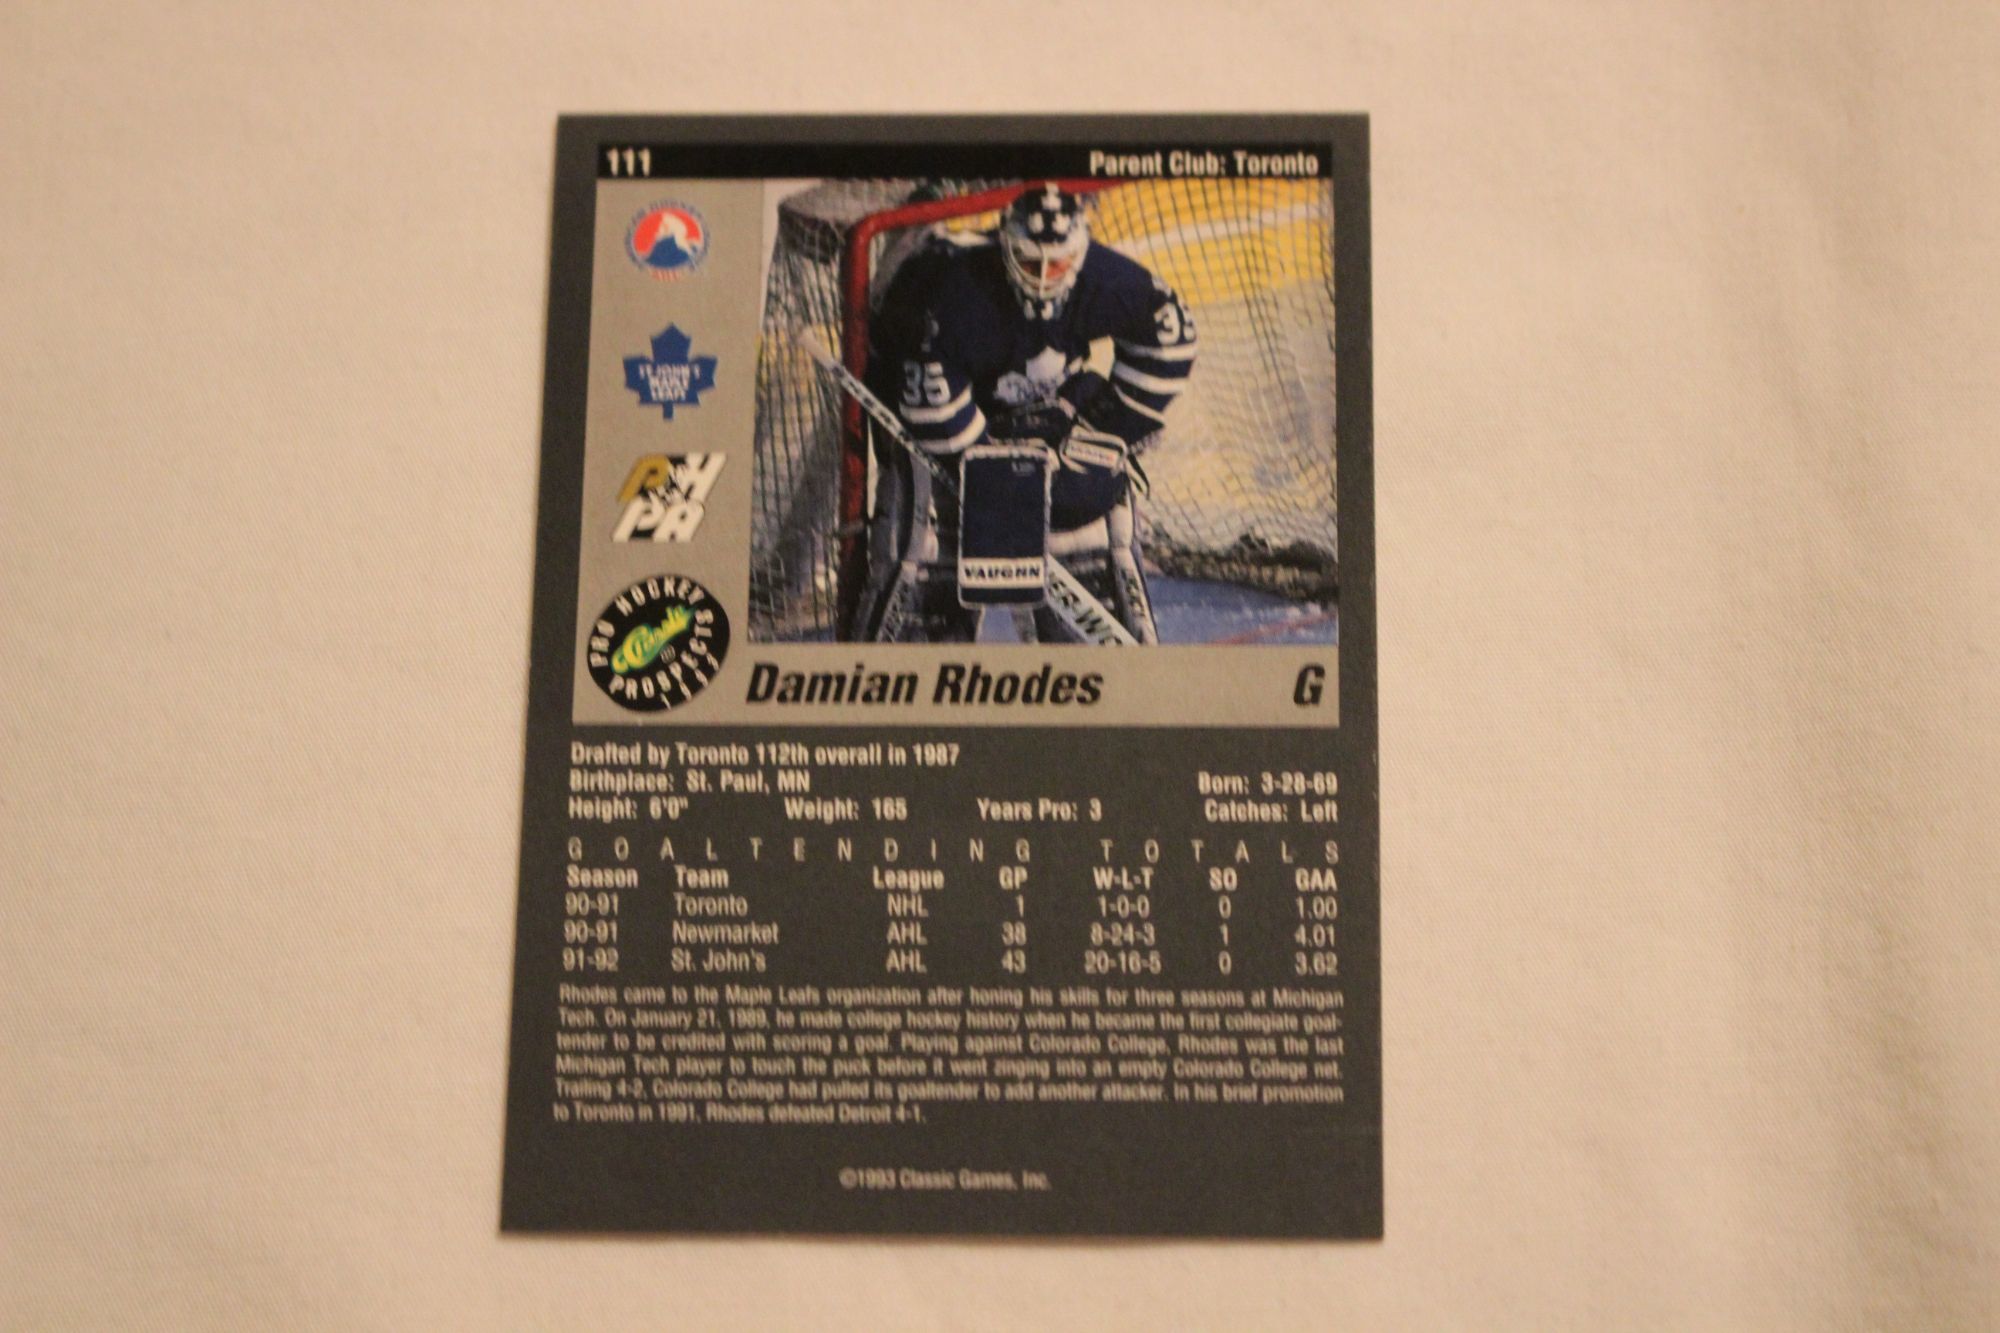 111 Parent Club: Toronto
ST. JOHN'S
MAPLE
LEAFS
P H
P A
35
35
VAUGHN
PRO HOCKEY
Classic
PROSPECTS
1993
Damian Rhodes G
Drafted by Toronto 112th overall in 1987
Birthplace: St. Paul, MN Born: 3-28-69
Height: 6'0" Weight: 165 Years Pro: 3 Catches: Left
GOALTENDING TOTALS
Season Team League GP W-L-T SO GAA
90-91 Toronto NHL 1 1-0-0 0 1.00
90-91 Newmarket AHL 38 8-24-3 1 4.01
91-92 St. John's AHL 43 20-16-5 0 3.62
Rhodes came to the Maple Leafs organization after honing his skills for three seasons at Michigan
Tech. On January 21, 1989, he made college hockey history when he became the first collegiate goal-
tender to be credited with scoring a goal. Playing against Colorado College, Rhodes was the last
Michigan Tech player to touch the puck before it went zinging into an empty Colorado College net.
Trailing 4-2, Colorado College had pulled its goaltender to add another attacker. In his brief promotion
to Toronto in 1991, Rhodes defeated Detroit 4-1.
©1993 Classic Games, Inc.